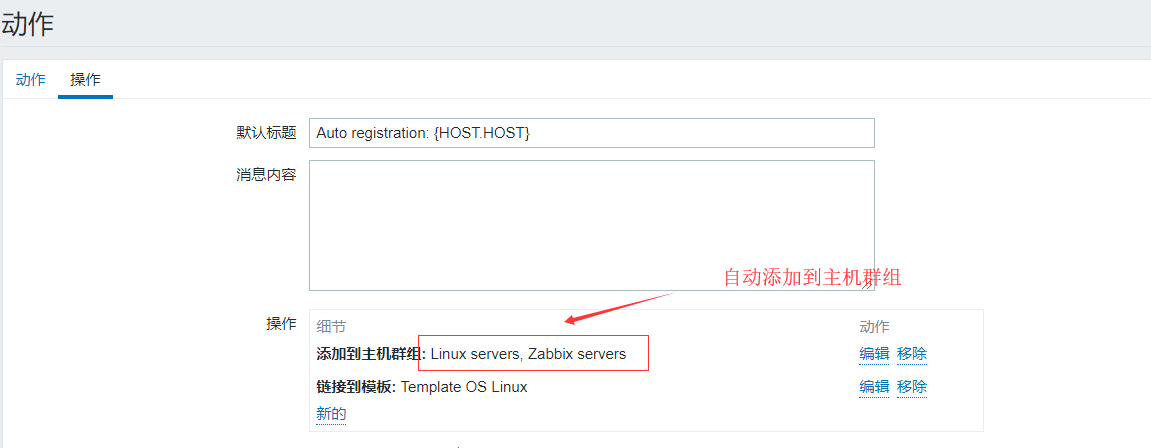 动作
动作 操作
默认标题 Auto registration: {HOST.HOST}
消息内容
自动添加到主机群组
操作 细节 动作
添加到主机群组: Linux servers, Zabbix servers 编辑 移除
链接到模板: Template OS Linux 编辑 移除
新的